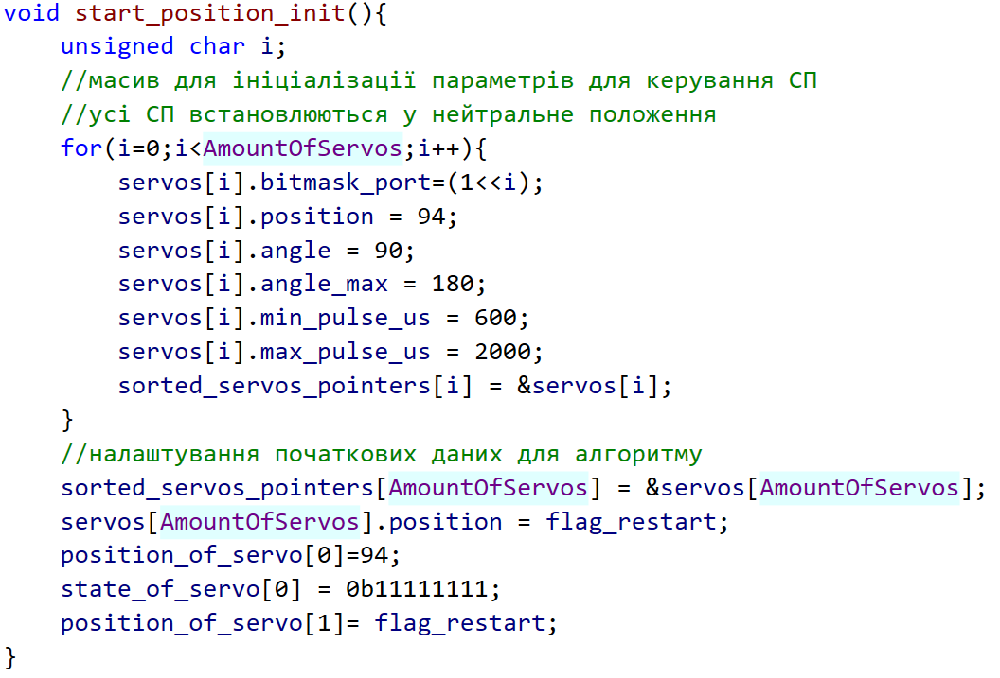 void start_position_init(){
    unsigned char i;
    //масив для ініціалізації параметрів для керування СП
    //усі СП встановлюються у нейтральне положення
    for(i=0;i<AmountOfServos;i++){
        servos[i].bitmask_port=(1<<i);
        servos[i].position = 94;
        servos[i].angle = 90;
        servos[i].angle_max = 180;
        servos[i].min_pulse_us = 600;
        servos[i].max_pulse_us = 2000;
        sorted_servos_pointers[i] = &servos[i];
    }
    //налаштування початкових даних для алгоритму
    sorted_servos_pointers[AmountOfServos] = &servos[AmountOfServos];
    servos[AmountOfServos].position = flag_restart;
    position_of_servo[0]=94;
    state_of_servo[0] = 0b11111111;
    position_of_servo[1]= flag_restart;
}